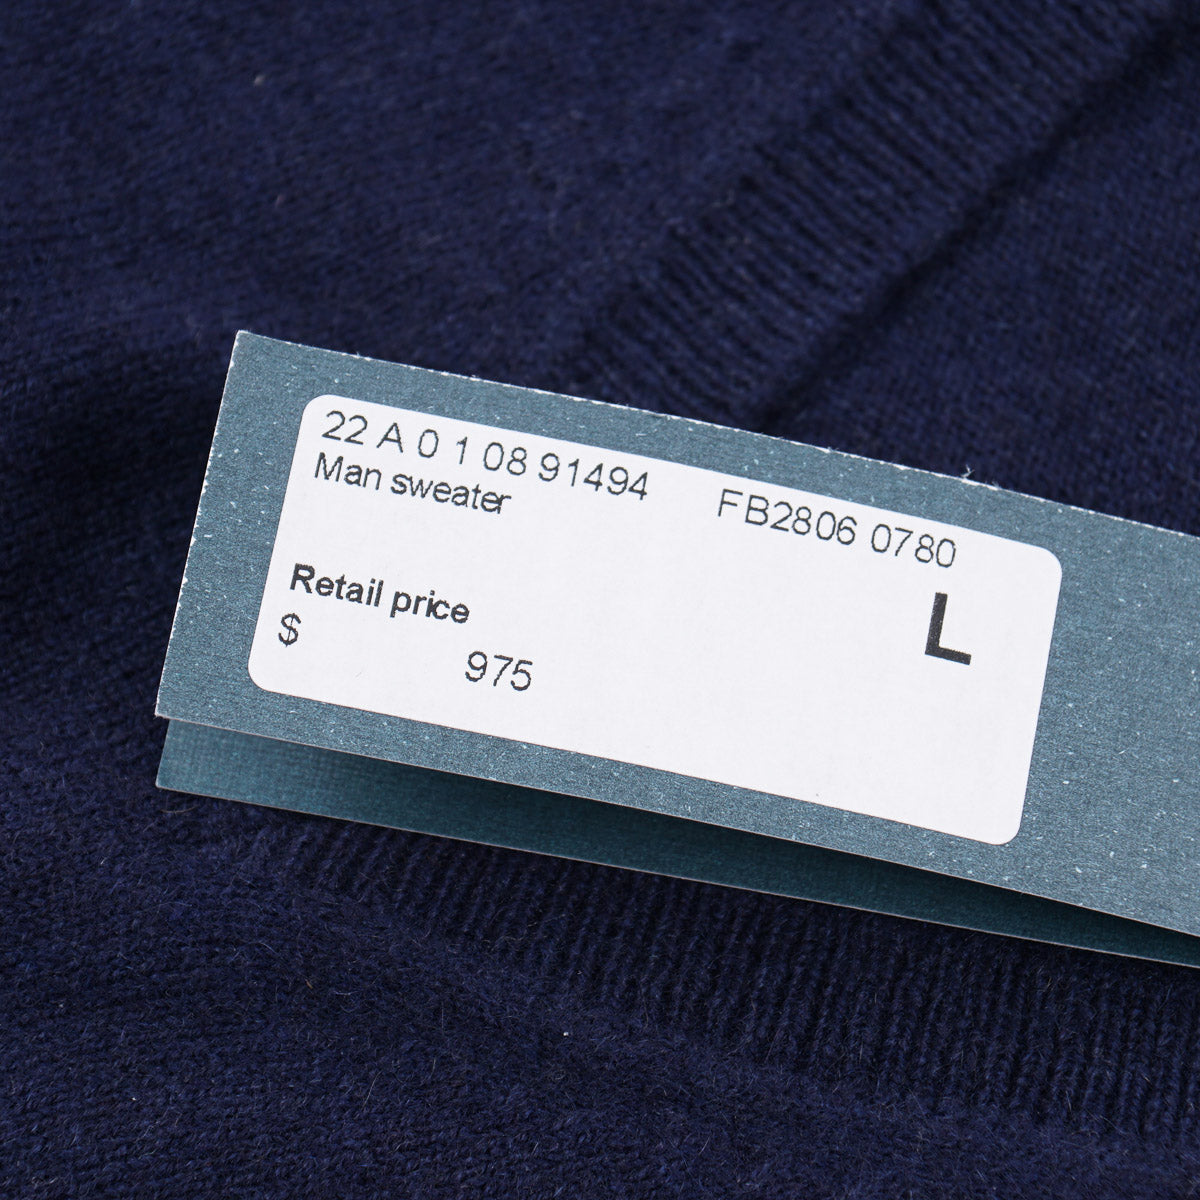 22 A 0 1 08 91494 FB2806 0780
Man sweater
L
Retail price
$ 975